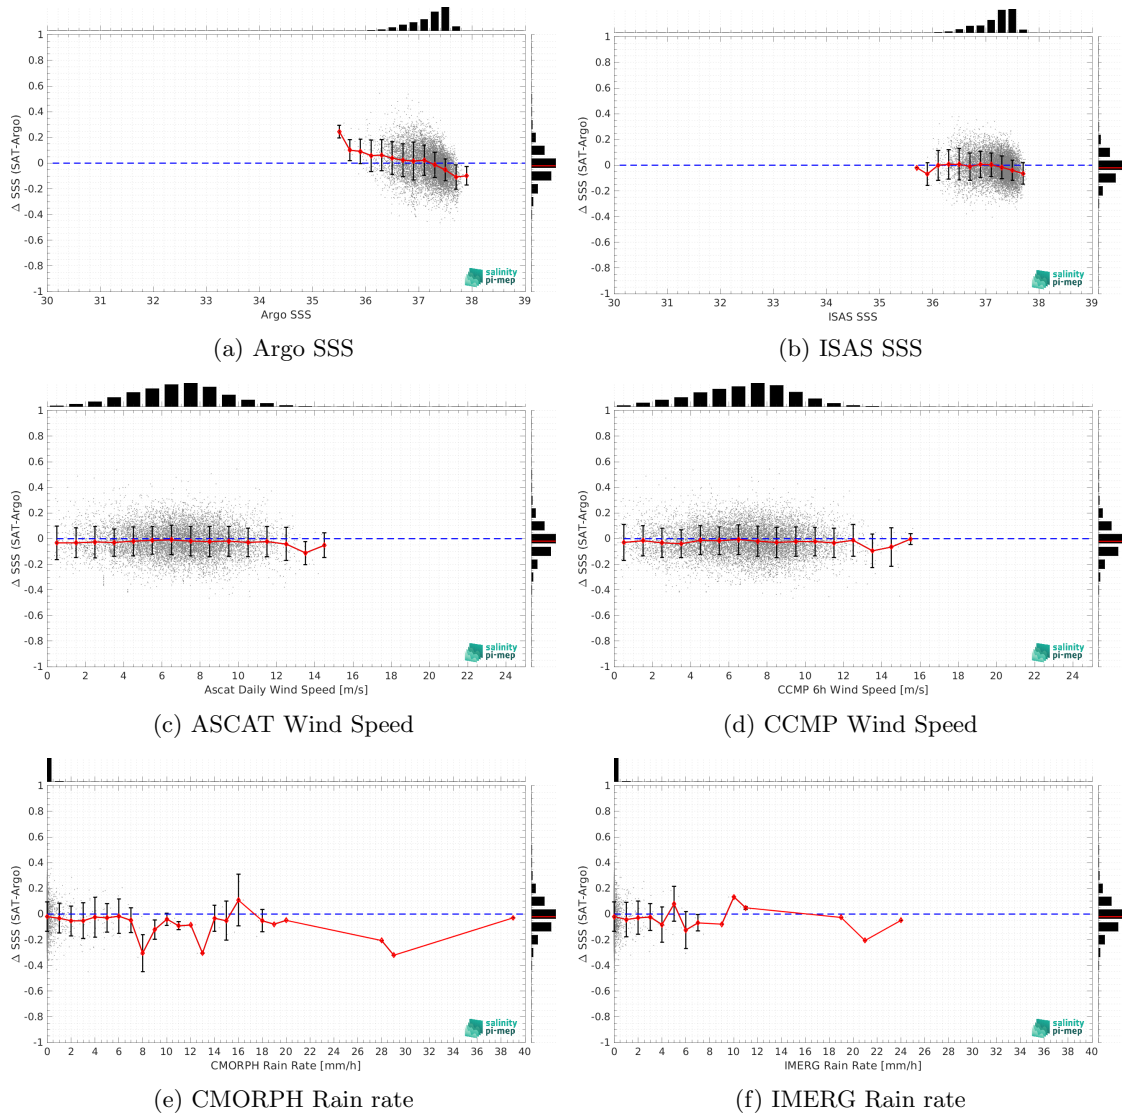 1
0.8
0.6
0.4
0.2
0
-0.2
-0.4
-0.6
-0.8
-1
Δ SSS (SAT-Argo)
30 31 32 33 34 35 36 37 38 39
Argo SSS
salinity
pi-mep
(a) Argo SSS
1
0.8
0.6
0.4
0.2
0
-0.2
-0.4
-0.6
-0.8
-1
Δ SSS (SAT-Argo)
30 31 32 33 34 35 36 37 38 39
ISAS SSS
salinity
pi-mep
(b) ISAS SSS
1
0.8
0.6
0.4
0.2
0
-0.2
-0.4
-0.6
-0.8
-1
Δ SSS (SAT-Argo)
0 2 4 6 8 10 12 14 16 18 20 22 24
Ascat Daily Wind Speed [m/s]
salinity
pi-mep
(c) ASCAT Wind Speed
1
0.8
0.6
0.4
0.2
0
-0.2
-0.4
-0.6
-0.8
-1
Δ SSS (SAT-Argo)
0 2 4 6 8 10 12 14 16 18 20 22 24
CCMP 6h Wind Speed [m/s]
salinity
pi-mep
(d) CCMP Wind Speed
1
0.8
0.6
0.4
0.2
0
-0.2
-0.4
-0.6
-0.8
-1
Δ SSS (SAT-Argo)
0 2 4 6 8 10 12 14 16 18 20 22 24 26 28 30 32 34 36 38 40
CMORPH Rain Rate [mm/h]
salinity
pi-mep
(e) CMORPH Rain rate
1
0.8
0.6
0.4
0.2
0
-0.2
-0.4
-0.6
-0.8
-1
Δ SSS (SAT-Argo)
0 2 4 6 8 10 12 14 16 18 20 22 24 26 28 30 32 34 36 38 40
IMERG Rain Rate [mm/h]
salinity
pi-mep
(f) IMERG Rain rate